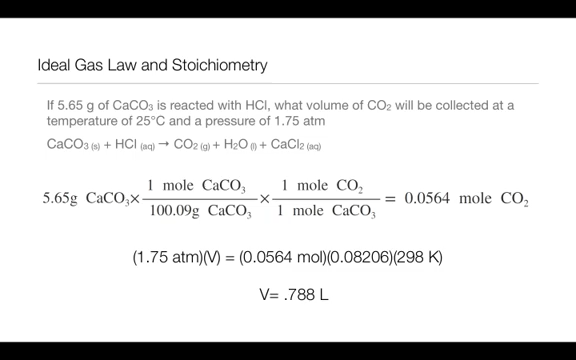 Ideal Gas Law and Stoichiometry
If 5.65 g of CaCO₃ is reacted with HCl, what volume of CO₂ will be collected at a
temperature of 25°C and a pressure of 1.75 atm
CaCO₃ (s) + HCl (aq) → CO₂ (g) + H₂O (l) + CaCl₂ (aq)
5.65g CaCO₃ × (1 mole CaCO₃ / 100.09g CaCO₃) × (1 mole CO₂ / 1 mole CaCO₃) = 0.0564 mole CO₂
(1.75 atm)(V) = (0.0564 mol)(0.08206)(298 K)
V= .788 L